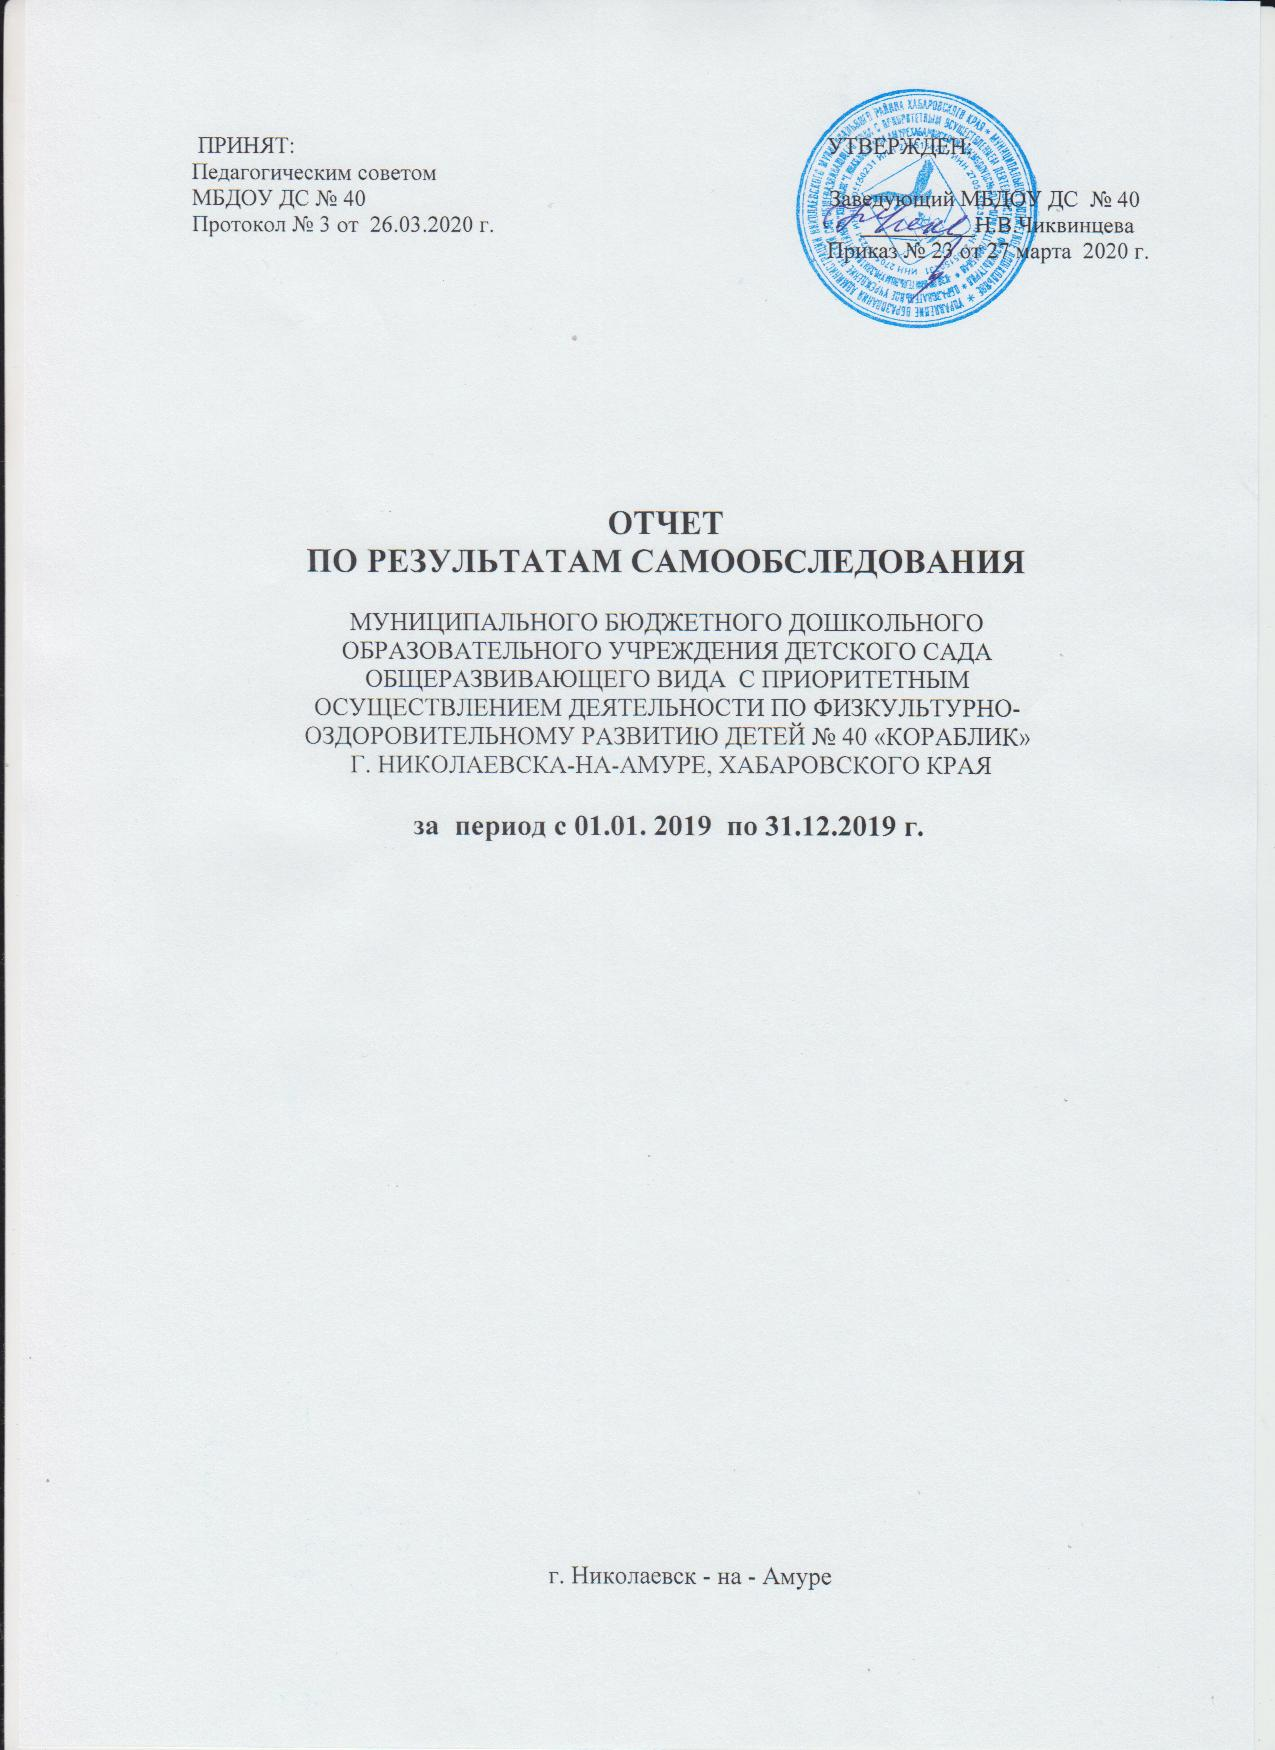 ПРИНЯТ:
Педагогическим советом
МБДОУ ДС № 40
Протокол № 3 от 26.03.2020 г.
УТВЕРЖДЕН:
Заведующий МБДОУ ДС № 40
Н.В.Чиквинцева
Приказ № 23 от 27 марта 2020 г.
ОТЧЕТ
ПО РЕЗУЛЬТАТАМ САМООБСЛЕДОВАНИЯ
МУНИЦИПАЛЬНОГО БЮДЖЕТНОГО ДОШКОЛЬНОГО
ОБРАЗОВАТЕЛЬНОГО УЧРЕЖДЕНИЯ ДЕТСКОГО САДА
ОБЩЕРАЗВИВАЮЩЕГО ВИДА С ПРИОРИТЕТНЫМ
ОСУЩЕСТВЛЕНИЕМ ДЕЯТЕЛЬНОСТИ ПО ФИЗКУЛЬТУРНО-
ОЗДОРОВИТЕЛЬНОМУ РАЗВИТИЮ ДЕТЕЙ № 40 «КОРАБЛИК»
Г. НИКОЛАЕВСКА-НА-АМУРЕ, ХАБАРОВСКОГО КРАЯ
за период с 01.01. 2019 по 31.12.2019 г.
г. Николаевск - на - Амуре